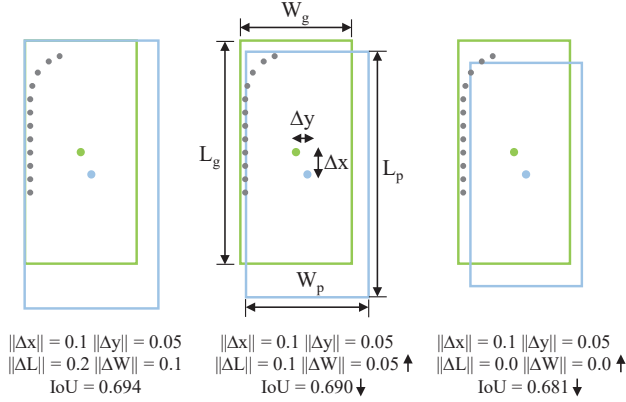 W_g
Δy
L_g
Δx
L_p
W_p
||Δx|| = 0.1 ||Δy|| = 0.05
||ΔL|| = 0.2 ||ΔW|| = 0.1
IoU = 0.694
||Δx|| = 0.1 ||Δy|| = 0.05
||ΔL|| = 0.1 ||ΔW|| = 0.05 ↑
IoU = 0.690 ↓
||Δx|| = 0.1 ||Δy|| = 0.05
||ΔL|| = 0.0 ||ΔW|| = 0.0 ↑
IoU = 0.681 ↓